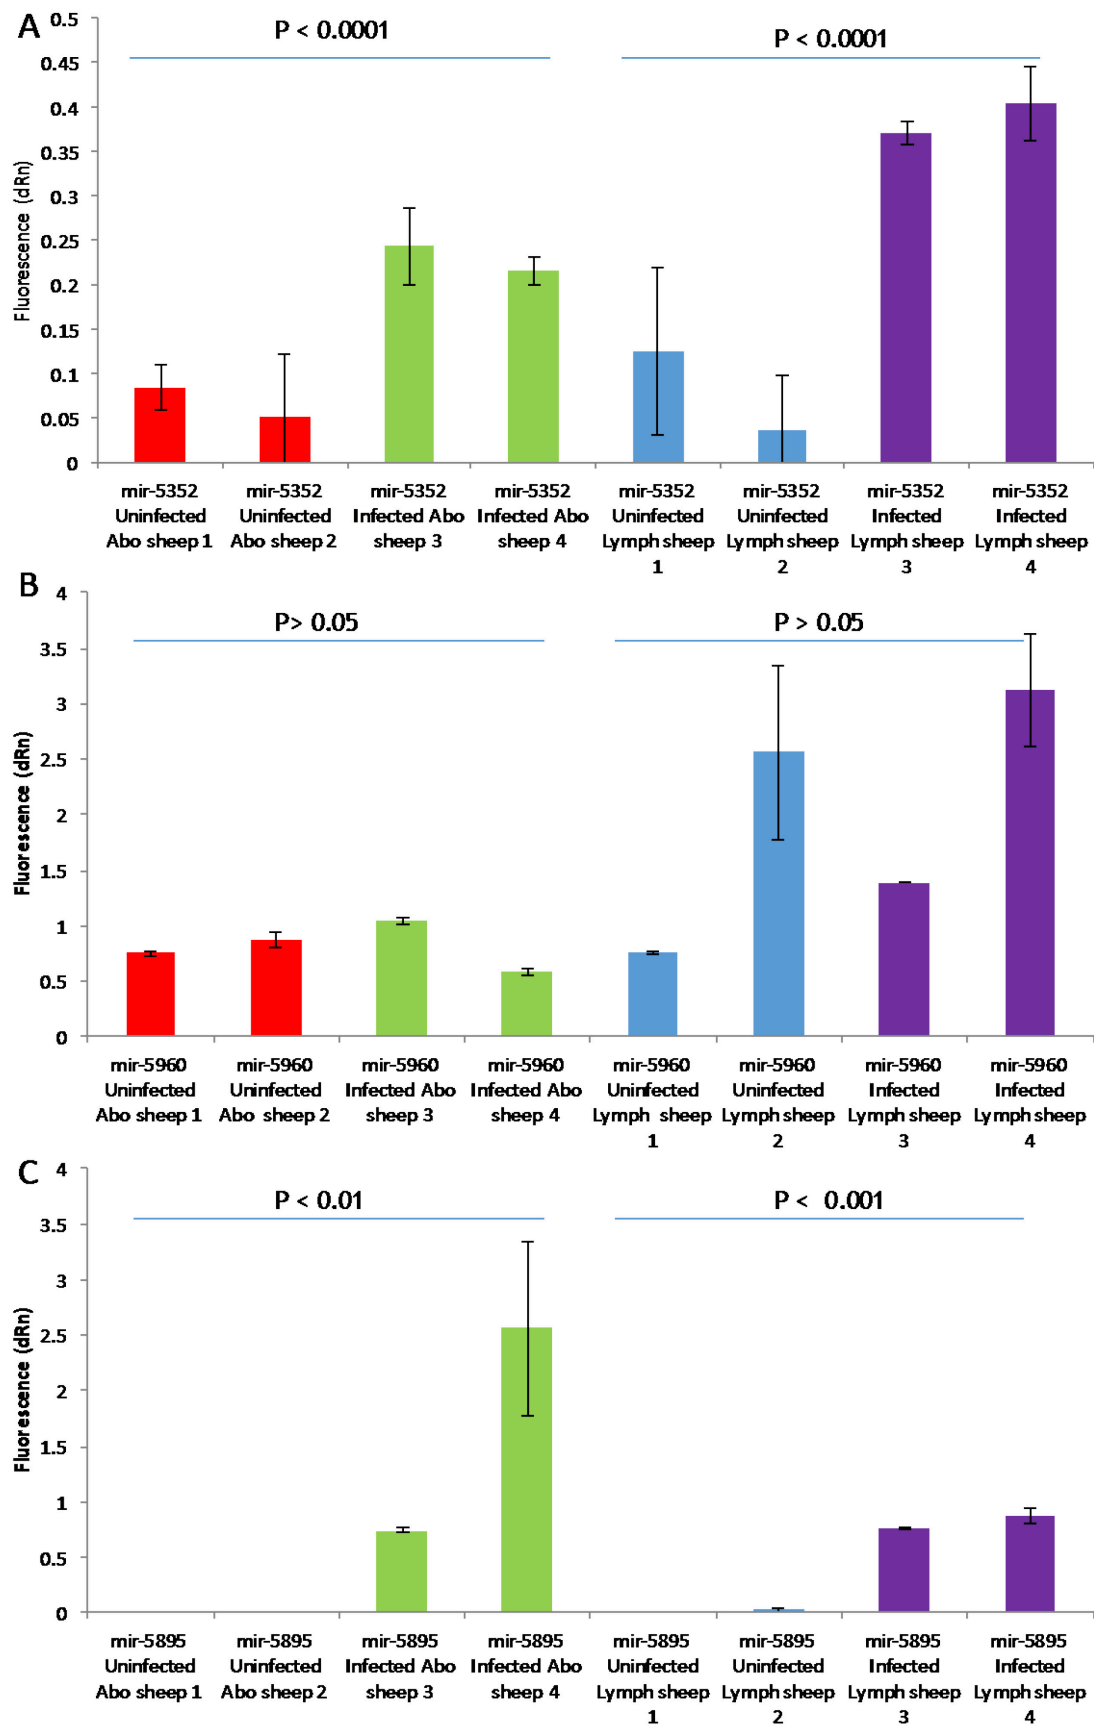 A
P < 0.0001
P < 0.0001
Fluorescence (dRn)
0.5
0.45
0.4
0.35
0.3
0.25
0.2
0.15
0.1
0.05
0
mir-5352 Uninfected Abo sheep 1
mir-5352 Uninfected Abo sheep 2
mir-5352 Infected Abo sheep 3
mir-5352 Infected Abo sheep 4
mir-5352 Uninfected Lymph sheep 1
mir-5352 Uninfected Lymph sheep 2
mir-5352 Infected Lymph sheep 3
mir-5352 Infected Lymph sheep 4
B
P> 0.05
P > 0.05
Fluorescence (dRn)
4
3.5
3
2.5
2
1.5
1
0.5
0
mir-5960 Uninfected Abo sheep 1
mir-5960 Uninfected Abo sheep 2
mir-5960 Infected Abo sheep 3
mir-5960 Infected Abo sheep 4
mir-5960 Uninfected Lymph sheep 1
mir-5960 Uninfected Lymph sheep 2
mir-5960 Infected Lymph sheep 3
mir-5960 Infected Lymph sheep 4
C
P < 0.01
P < 0.001
Fluorescence (dRn)
4
3.5
3
2.5
2
1.5
1
0.5
0
mir-5895 Uninfected Abo sheep 1
mir-5895 Uninfected Abo sheep 2
mir-5895 Infected Abo sheep 3
mir-5895 Infected Abo sheep 4
mir-5895 Uninfected Lymph sheep 1
mir-5895 Uninfected Lymph sheep 2
mir-5895 Infected Lymph sheep 3
mir-5895 Infected Lymph sheep 4